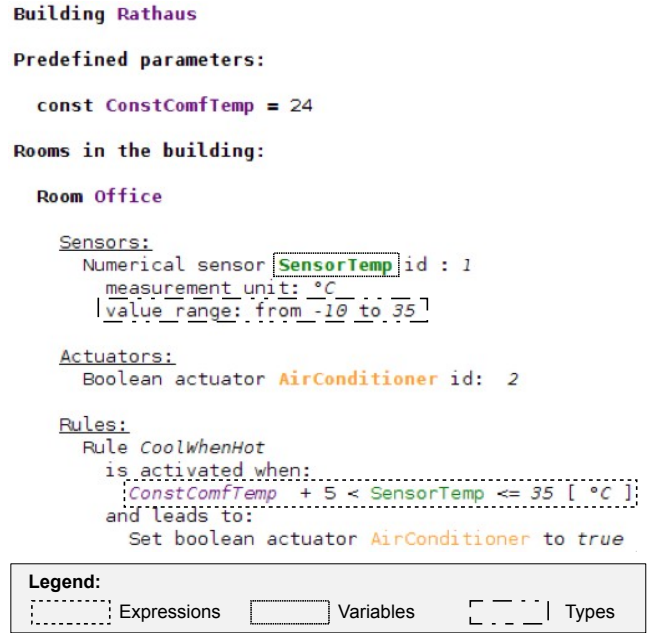 Building Rathaus
Predefined parameters:
const ConstComfTemp = 24
Rooms in the building:
Room Office
Sensors:
Numerical sensor SensorTemp id : 1
measurement unit: °C
value range: from -10 to 35
Actuators:
Boolean actuator AirConditioner id: 2
Rules:
Rule CoolWhenHot
is activated when:
ConstComfTemp + 5 < SensorTemp <= 35 [ °C ]
and leads to:
Set boolean actuator AirConditioner to true
Legend:
Expressions Variables Types